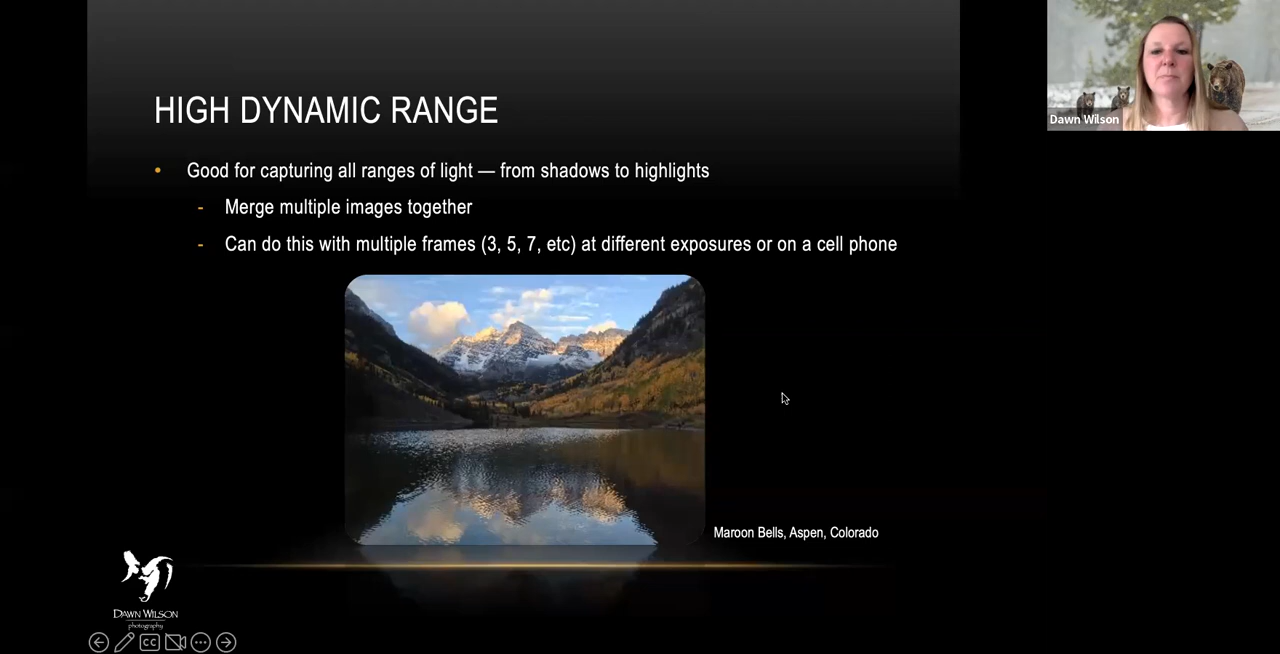 HIGH DYNAMIC RANGE
• Good for capturing all ranges of light — from shadows to highlights
- Merge multiple images together
- Can do this with multiple frames (3, 5, 7, etc) at different exposures or on a cell phone
Maroon Bells, Aspen, Colorado
DAWN WILSON
photography
CC
Dawn Wilson